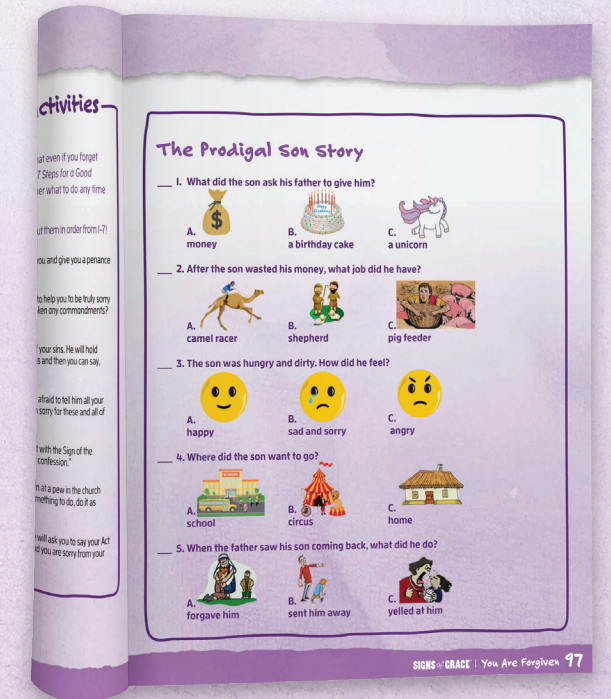 ctivities
at even if you forget
7 Steps for a Good
er what to do any time
ut them in order from 1-7!
ou and give you a penance
to help you to be truly sorry
ken any commandments?
your sins. He will hold
s and then you can say,
afraid to tell him all your
sorry for these and all of
with the Sign of the
confession."
n at a pew in the church
mething to do, do it as
will ask you to say your Act
d you are sorry from your
The Prodigal Son Story
___ 1. What did the son ask his father to give him?
$
A.
money
B.
a birthday cake
C.
a unicorn
___ 2. After the son wasted his money, what job did he have?
A.
camel racer
B.
shepherd
C.
pig feeder
___ 3. The son was hungry and dirty. How did he feel?
A.
happy
B.
sad and sorry
C.
angry
___ 4. Where did the son want to go?
A.
school
B.
circus
C.
home
___ 5. When the father saw his son coming back, what did he do?
A.
forgave him
B.
sent him away
C.
yelled at him
SIGNS of GRACE | You Are Forgiven 97